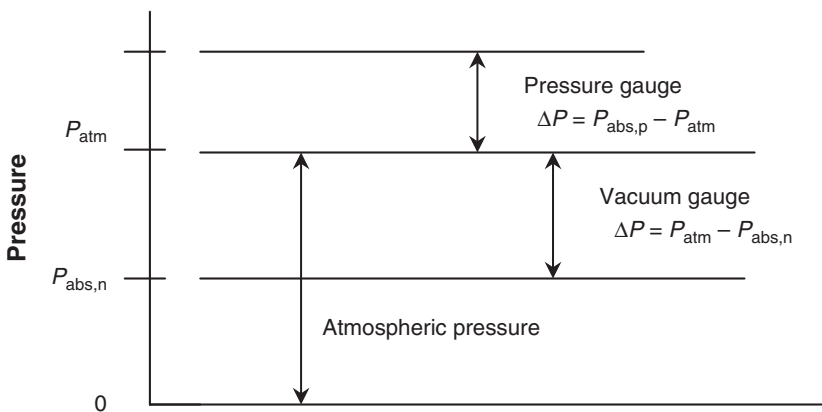 Pressure
P_atm
P_abs,n
0
Pressure gauge
ΔP = P_abs,p – P_atm
Vacuum gauge
ΔP = P_atm – P_abs,n
Atmospheric pressure